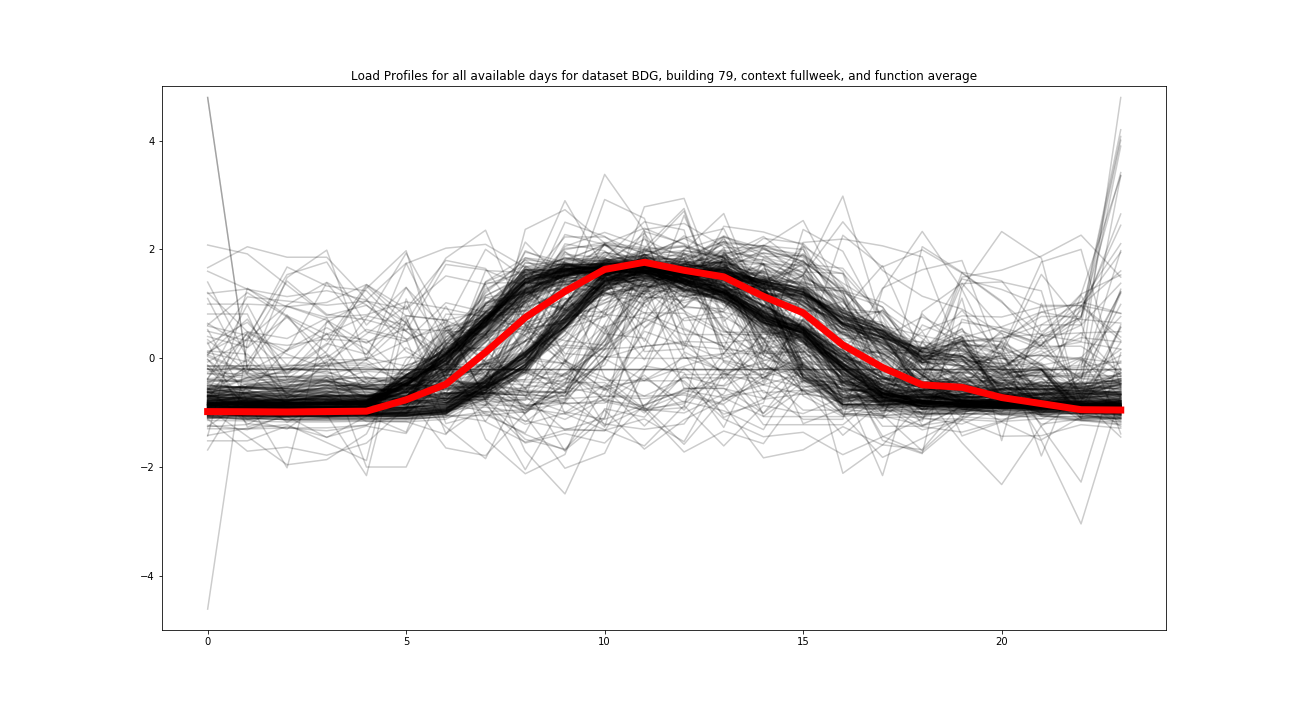 Load Profiles for all available days for dataset BDG, building 79, context fullweek, and function average
4
2
0
−2
−4
0 5 10 15 20